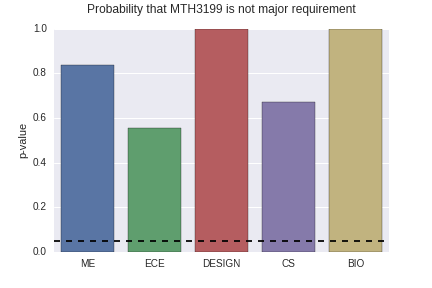 Probability that MTH3199 is not major requirement
1.0
0.8
0.6
0.4
0.2
0.0
p-value
ME ECE DESIGN CS BIO